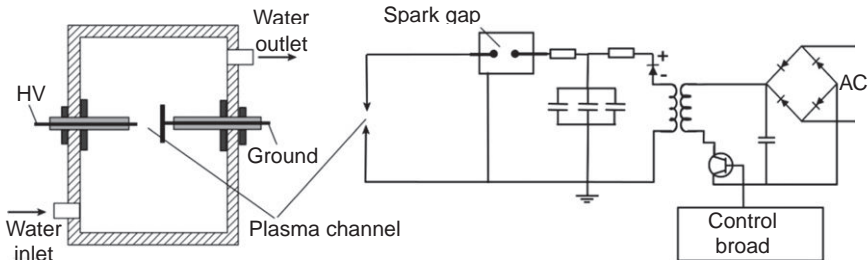 Water
outlet
Spark gap
+
-
HV
AC
Ground
Water
inlet
Plasma channel
Control
broad